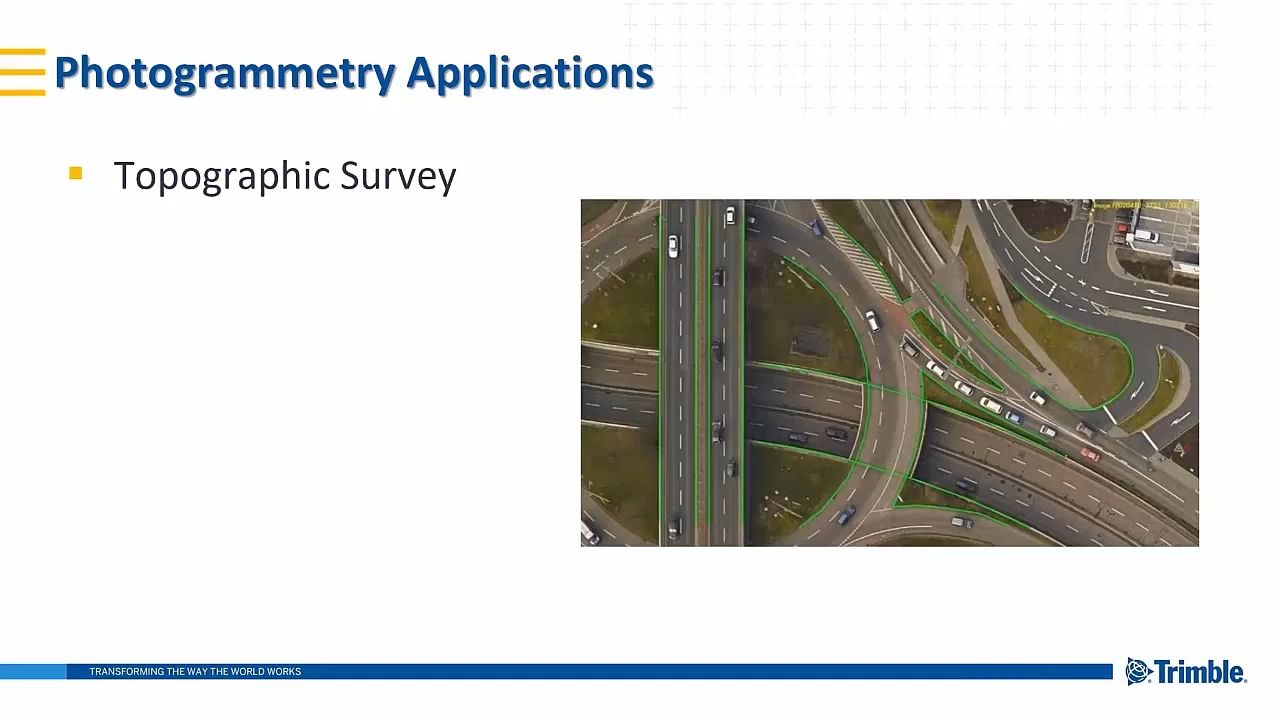 Photogrammetry Applications
Topographic Survey
TRANSFORMING THE WAY THE WORLD WORKS
Trimble